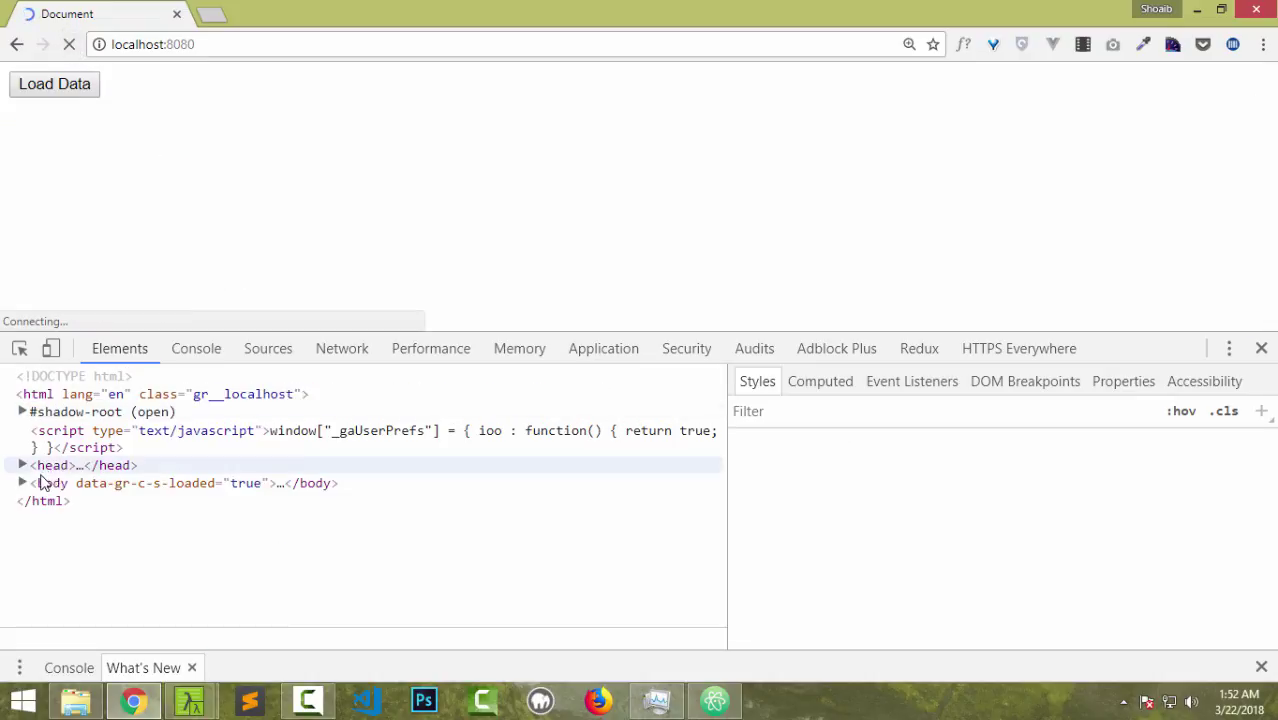 Document
Shoaib
localhost:8080
f?
Load Data
Connecting...
Elements Console Sources Network Performance Memory Application Security Audits Adblock Plus Redux HTTPS Everywhere
<!DOCTYPE html>
<html lang="en" class="gr__localhost">
#shadow-root (open)
<script type="text/javascript">window["_gaUserPrefs"] = { ioo : function() { return true;
} }</script>
<head>…</head>
<body data-gr-c-s-loaded="true">…</body>
</html>
Styles Computed Event Listeners DOM Breakpoints Properties Accessibility
Filter :hov .cls
Console What's New
Ps
1:52 AM
3/22/2018